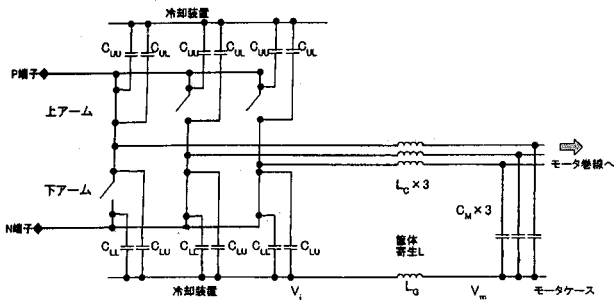 冷却装置
C_UU C_UL C_UU C_UL C_UU C_UL
P端子
上アーム
モータ巻線へ
下アーム
L_C×3
C_M×3
N端子
C_LL C_LU C_LL C_LU C_LL C_LU
筐体
寄生L
冷却装置
V_i
L_G
V_m
モータケース